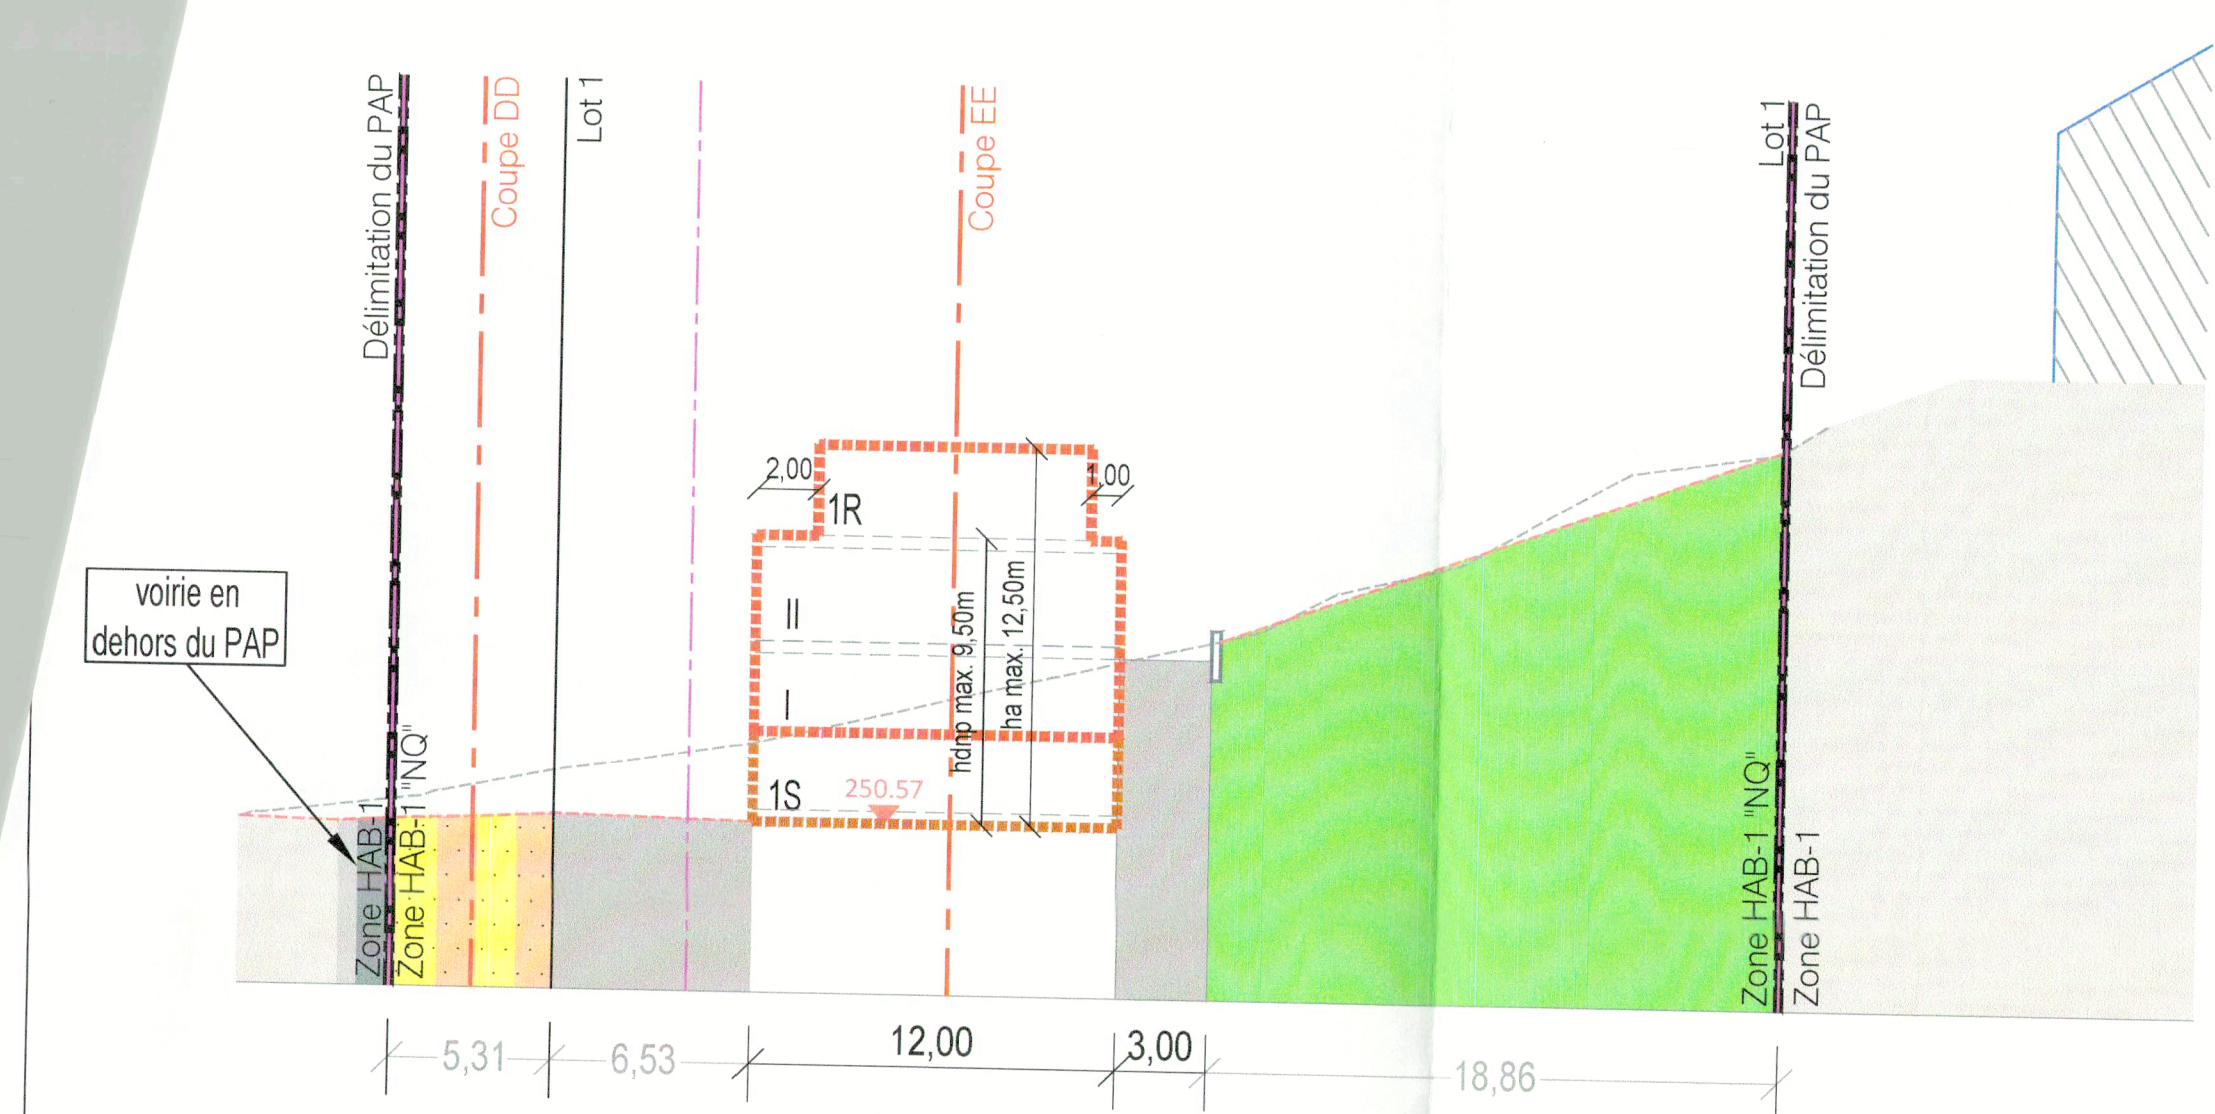 Délimitation du PAP
Coupe DD
Lot 1
Coupe EE
Lot 1
Délimitation du PAP
2,00
1,00
1R
voirie en
dehors du PAP
II
I
hdnp max. 9,50m
ha max. 12,50m
1S
250.57
Zone HAB-1
Zone HAB-1 "NQ"
Zone HAB-1 "NQ"
Zone HAB-1
5,31
6,53
12,00
3,00
18,86